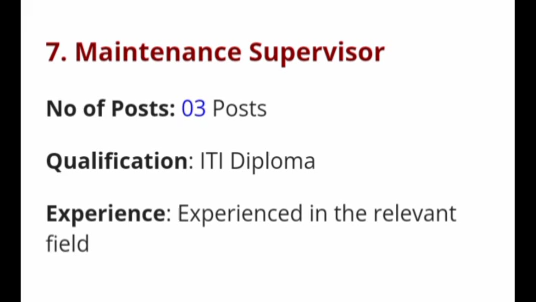 7. Maintenance Supervisor
No of Posts: 03 Posts
Qualification: ITI Diploma
Experience: Experienced in the relevant
field